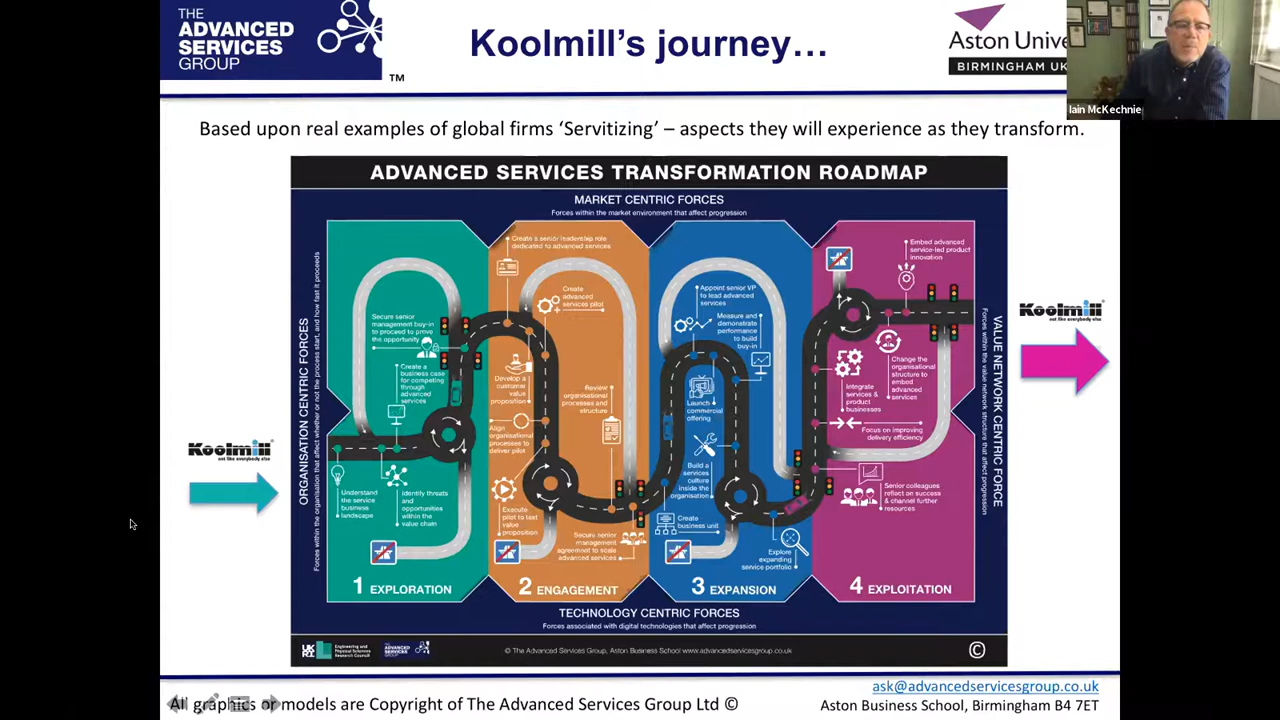 THE
ADVANCED
SERVICES
GROUP
TM
Koolmill's journey…
Aston Unive
BIRMINGHAM UK
Iain McKechnie
Based upon real examples of global firms 'Servitizing' – aspects they will experience as they transform.
ADVANCED SERVICES TRANSFORMATION ROADMAP
MARKET CENTRIC FORCES
Forces within the market environment that affect progression
ORGANISATION CENTRIC FORCES
Forces within the organisation that affect whether or not the process start, and how fast it proceeds
Koolmill
not like everybody else
Secure senior
management buy-in
to proceed to prove
the opportunity
Create a
business case
for competing
through
advanced
services
Understand
the service
business
landscape
Identify threats
and
opportunities
within the
value chain
1 EXPLORATION
Create a senior leadership role
dedicated to advanced services
Create
advanced
services pilot
Develop a
customer
value
proposition
Review
organisational
processes and
structure
Align
organisational
processes to
deliver pilot
Execute
pilot to test
value
proposition
Secure senior
management
agreement to scale
advanced services
2 ENGAGEMENT
Appoint senior VP
to lead advanced
services
Measure and
demonstrate
performance
to build
buy-in
Launch
commercial
offering
Build a
services
culture
inside the
organisation
Create
business unit
Explore
expanding
service portfolio
3 EXPANSION
Embed advanced
service-led product
innovation
Change the
organisational
structure to
embed
advanced
services
Integrate
services &
product
businesses
Focus on improving
delivery efficiency
Senior colleagues
reflect on success
& channel further
resources
4 EXPLOITATION
VALUE NETWORK CENTRIC FORCE
Forces within the value network structure that affect progression
Koolmill
not like everybody else
TECHNOLOGY CENTRIC FORCES
Forces associated with digital technologies that affect progression
Engineering and
Physical Sciences
Research Council
© The Advanced Services Group, Aston Business School www.advancedservicesgroup.co.uk
©
All graphics or models are Copyright of The Advanced Services Group Ltd ©
ask@advancedservicesgroup.co.uk
Aston Business School, Birmingham B4 7ET